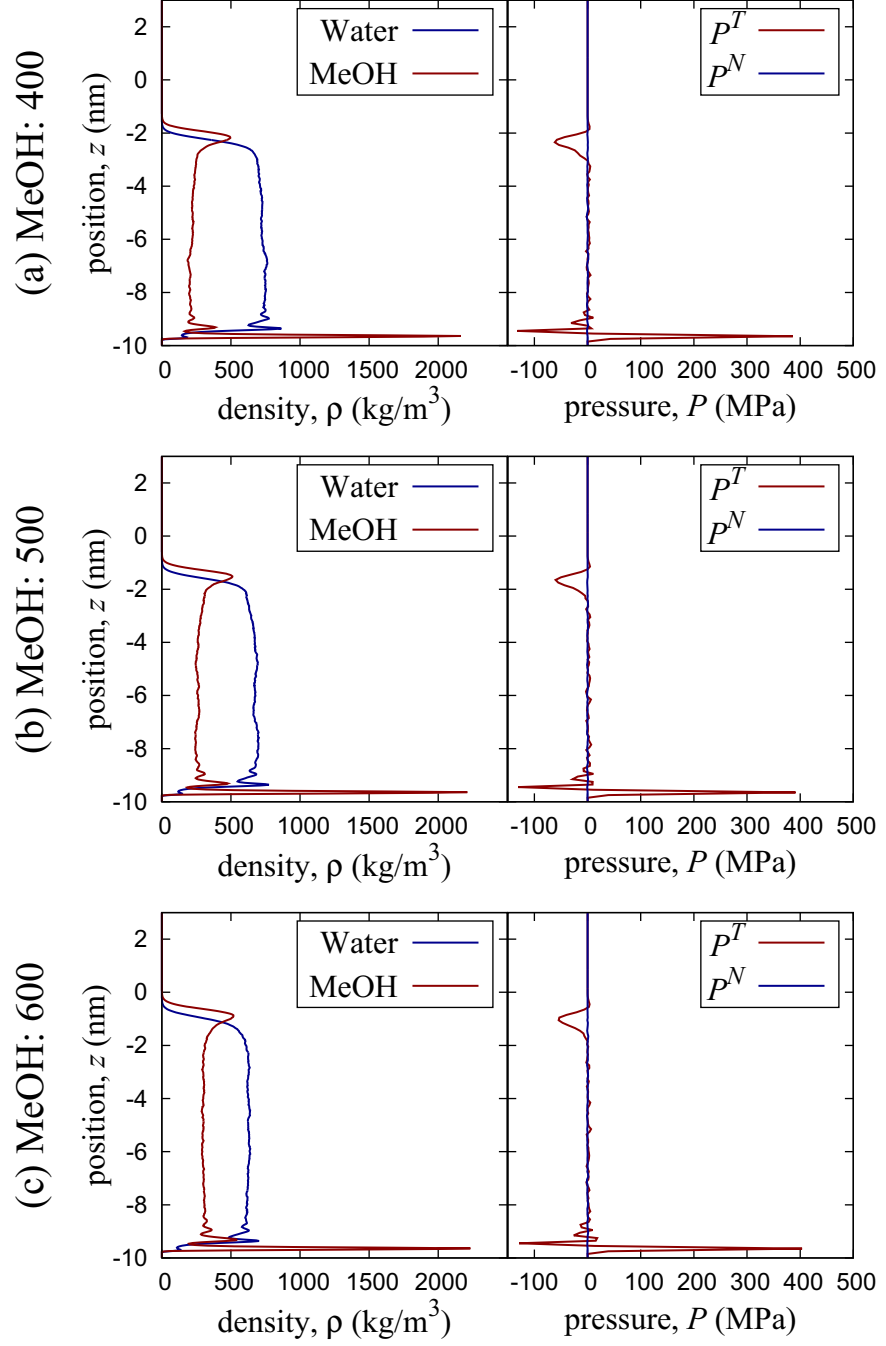 (a) MeOH: 400
position, z (nm)
2
0
-2
-4
-6
-8
-10
Water
MeOH
0 500 1000 1500 2000
density, ρ (kg/m³)
P^T
P^N
-100 0 100 200 300 400 500
pressure, P (MPa)
(b) MeOH: 500
position, z (nm)
2
0
-2
-4
-6
-8
-10
Water
MeOH
0 500 1000 1500 2000
density, ρ (kg/m³)
P^T
P^N
-100 0 100 200 300 400 500
pressure, P (MPa)
(c) MeOH: 600
position, z (nm)
2
0
-2
-4
-6
-8
-10
Water
MeOH
0 500 1000 1500 2000
density, ρ (kg/m³)
P^T
P^N
-100 0 100 200 300 400 500
pressure, P (MPa)